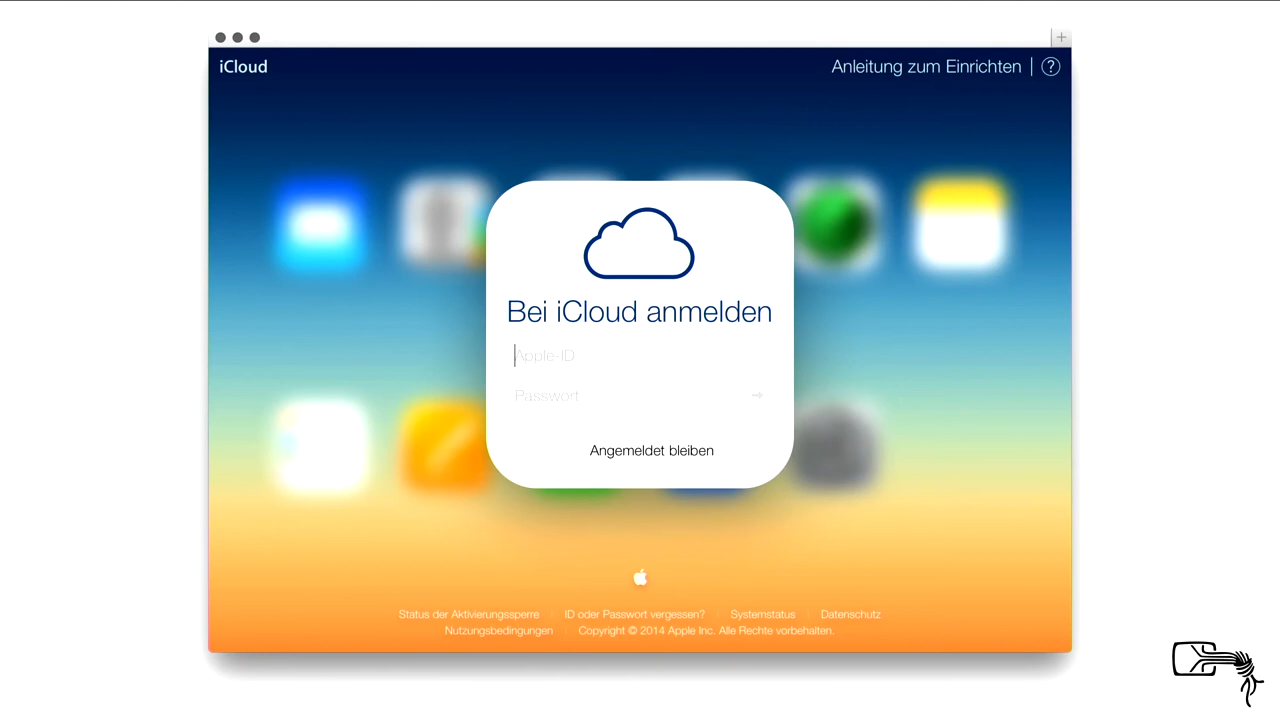 iCloud
Anleitung zum Einrichten | ?
Bei iCloud anmelden
Apple-ID
Passwort
Angemeldet bleiben
Status der Aktivierungssperre ID oder Passwort vergessen? Systemstatus Datenschutz
Nutzungsbedingungen Copyright © 2014 Apple Inc. Alle Rechte vorbehalten.